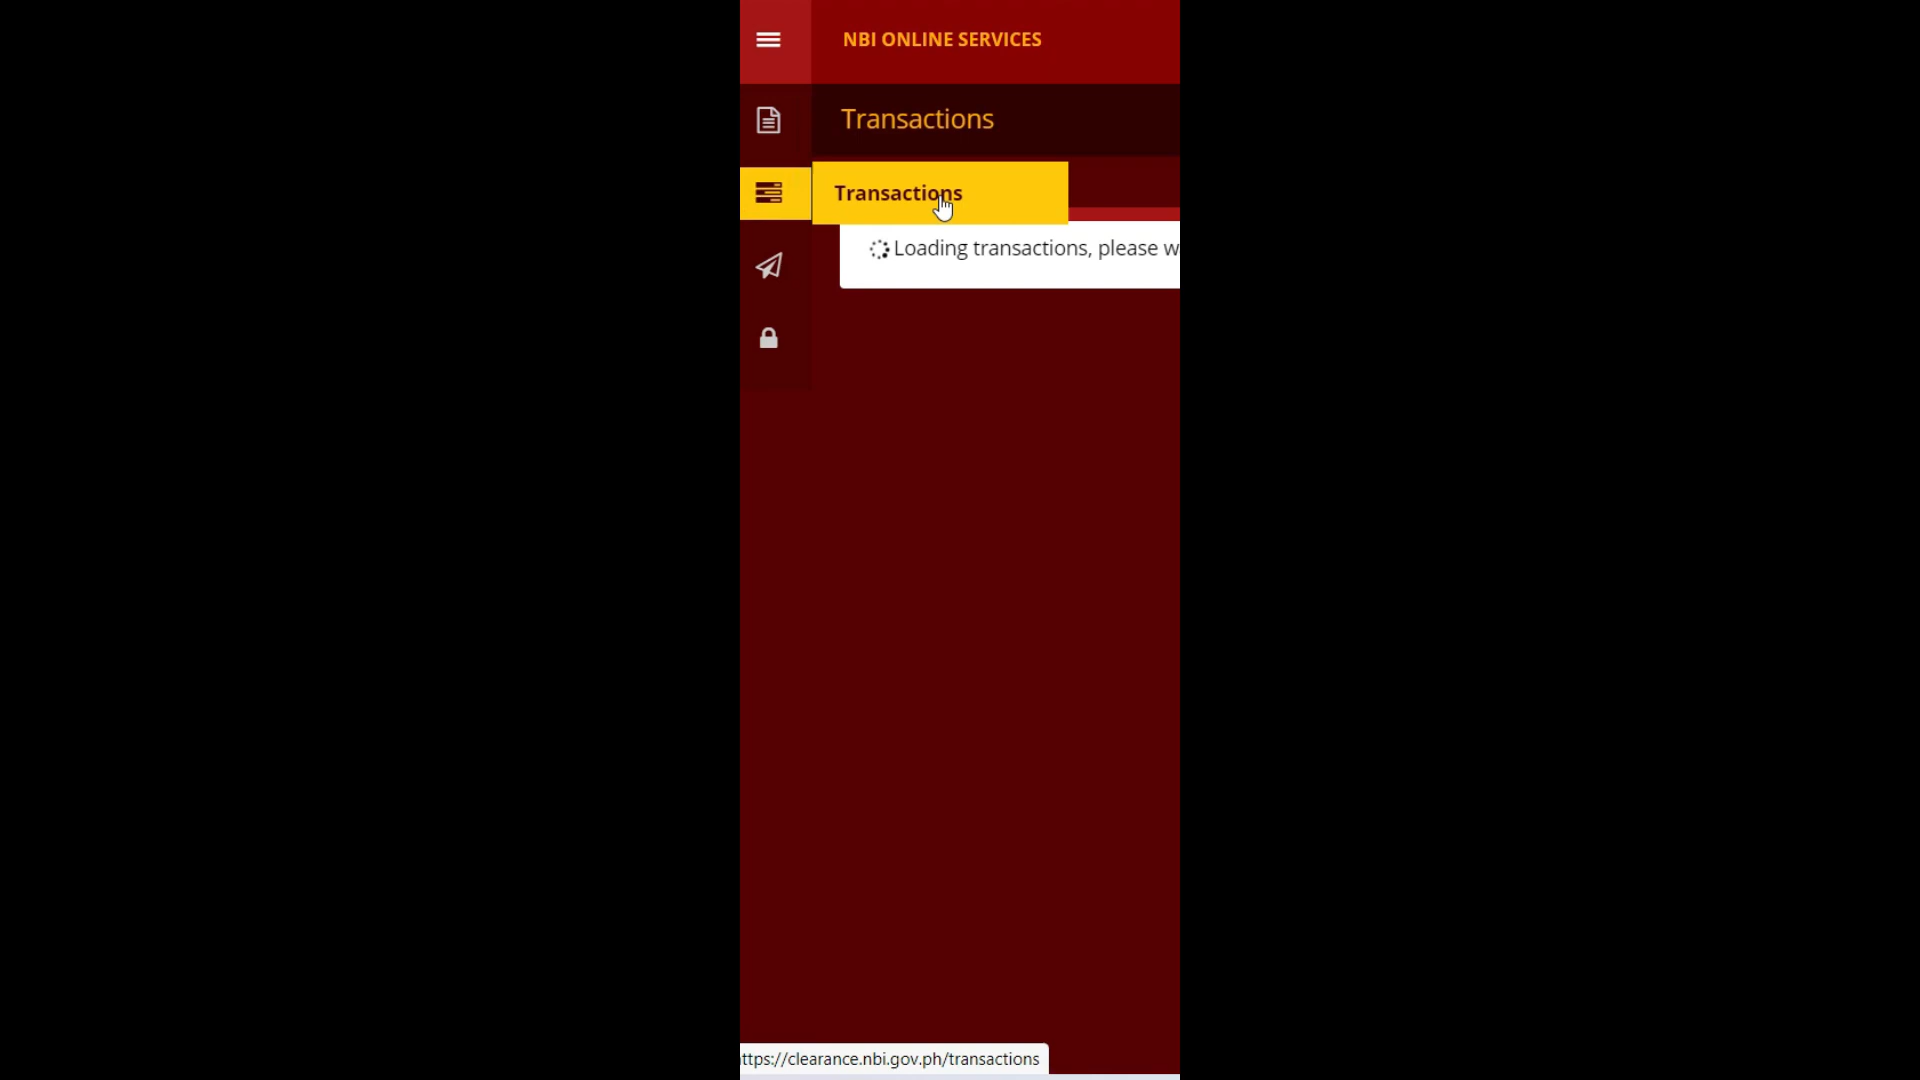 NBI ONLINE SERVICES
Transactions
Transactions
Loading transactions, please w
ttps://clearance.nbi.gov.ph/transactions